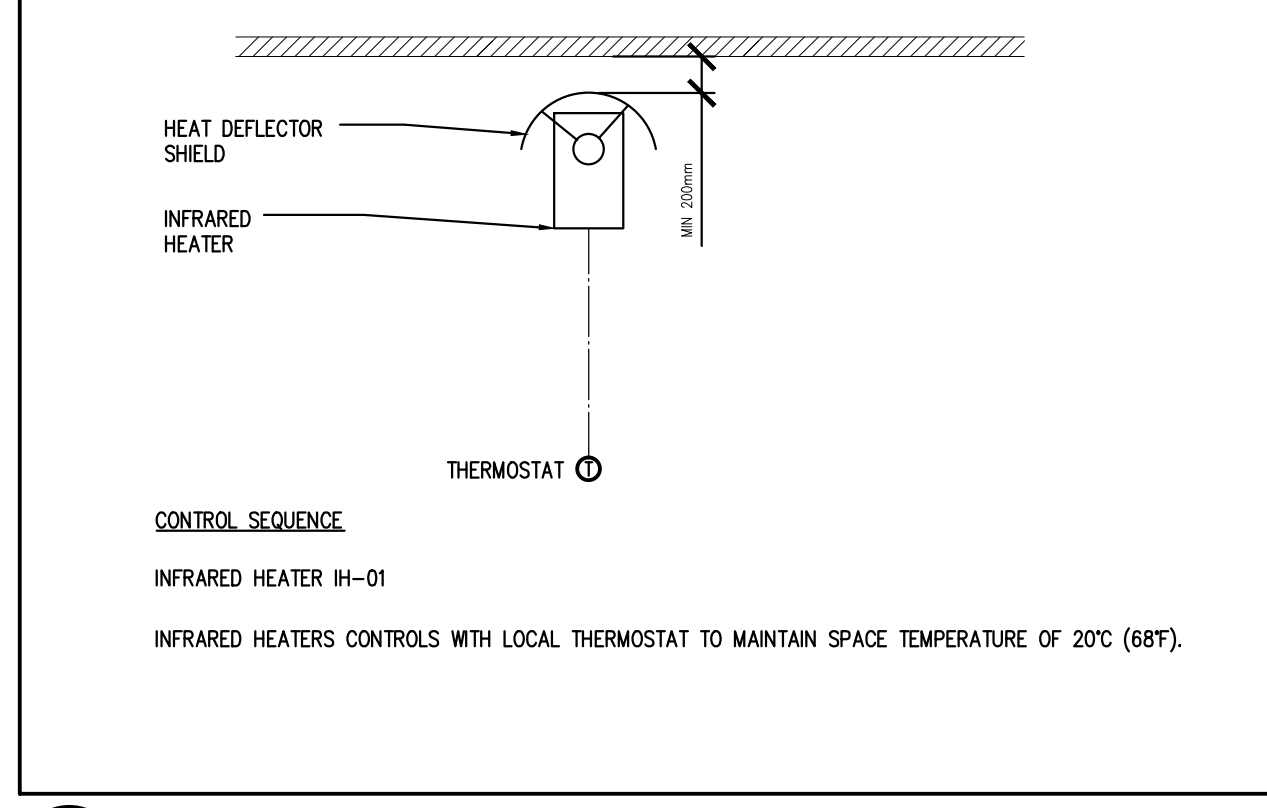 HEAT DEFLECTOR
SHIELD
MIN 200mm
INFRARED
HEATER
THERMOSTAT T
CONTROL SEQUENCE
INFRARED HEATER IH-01
INFRARED HEATERS CONTROLS WITH LOCAL THERMOSTAT TO MAINTAIN SPACE TEMPERATURE OF 20°C (68°F).